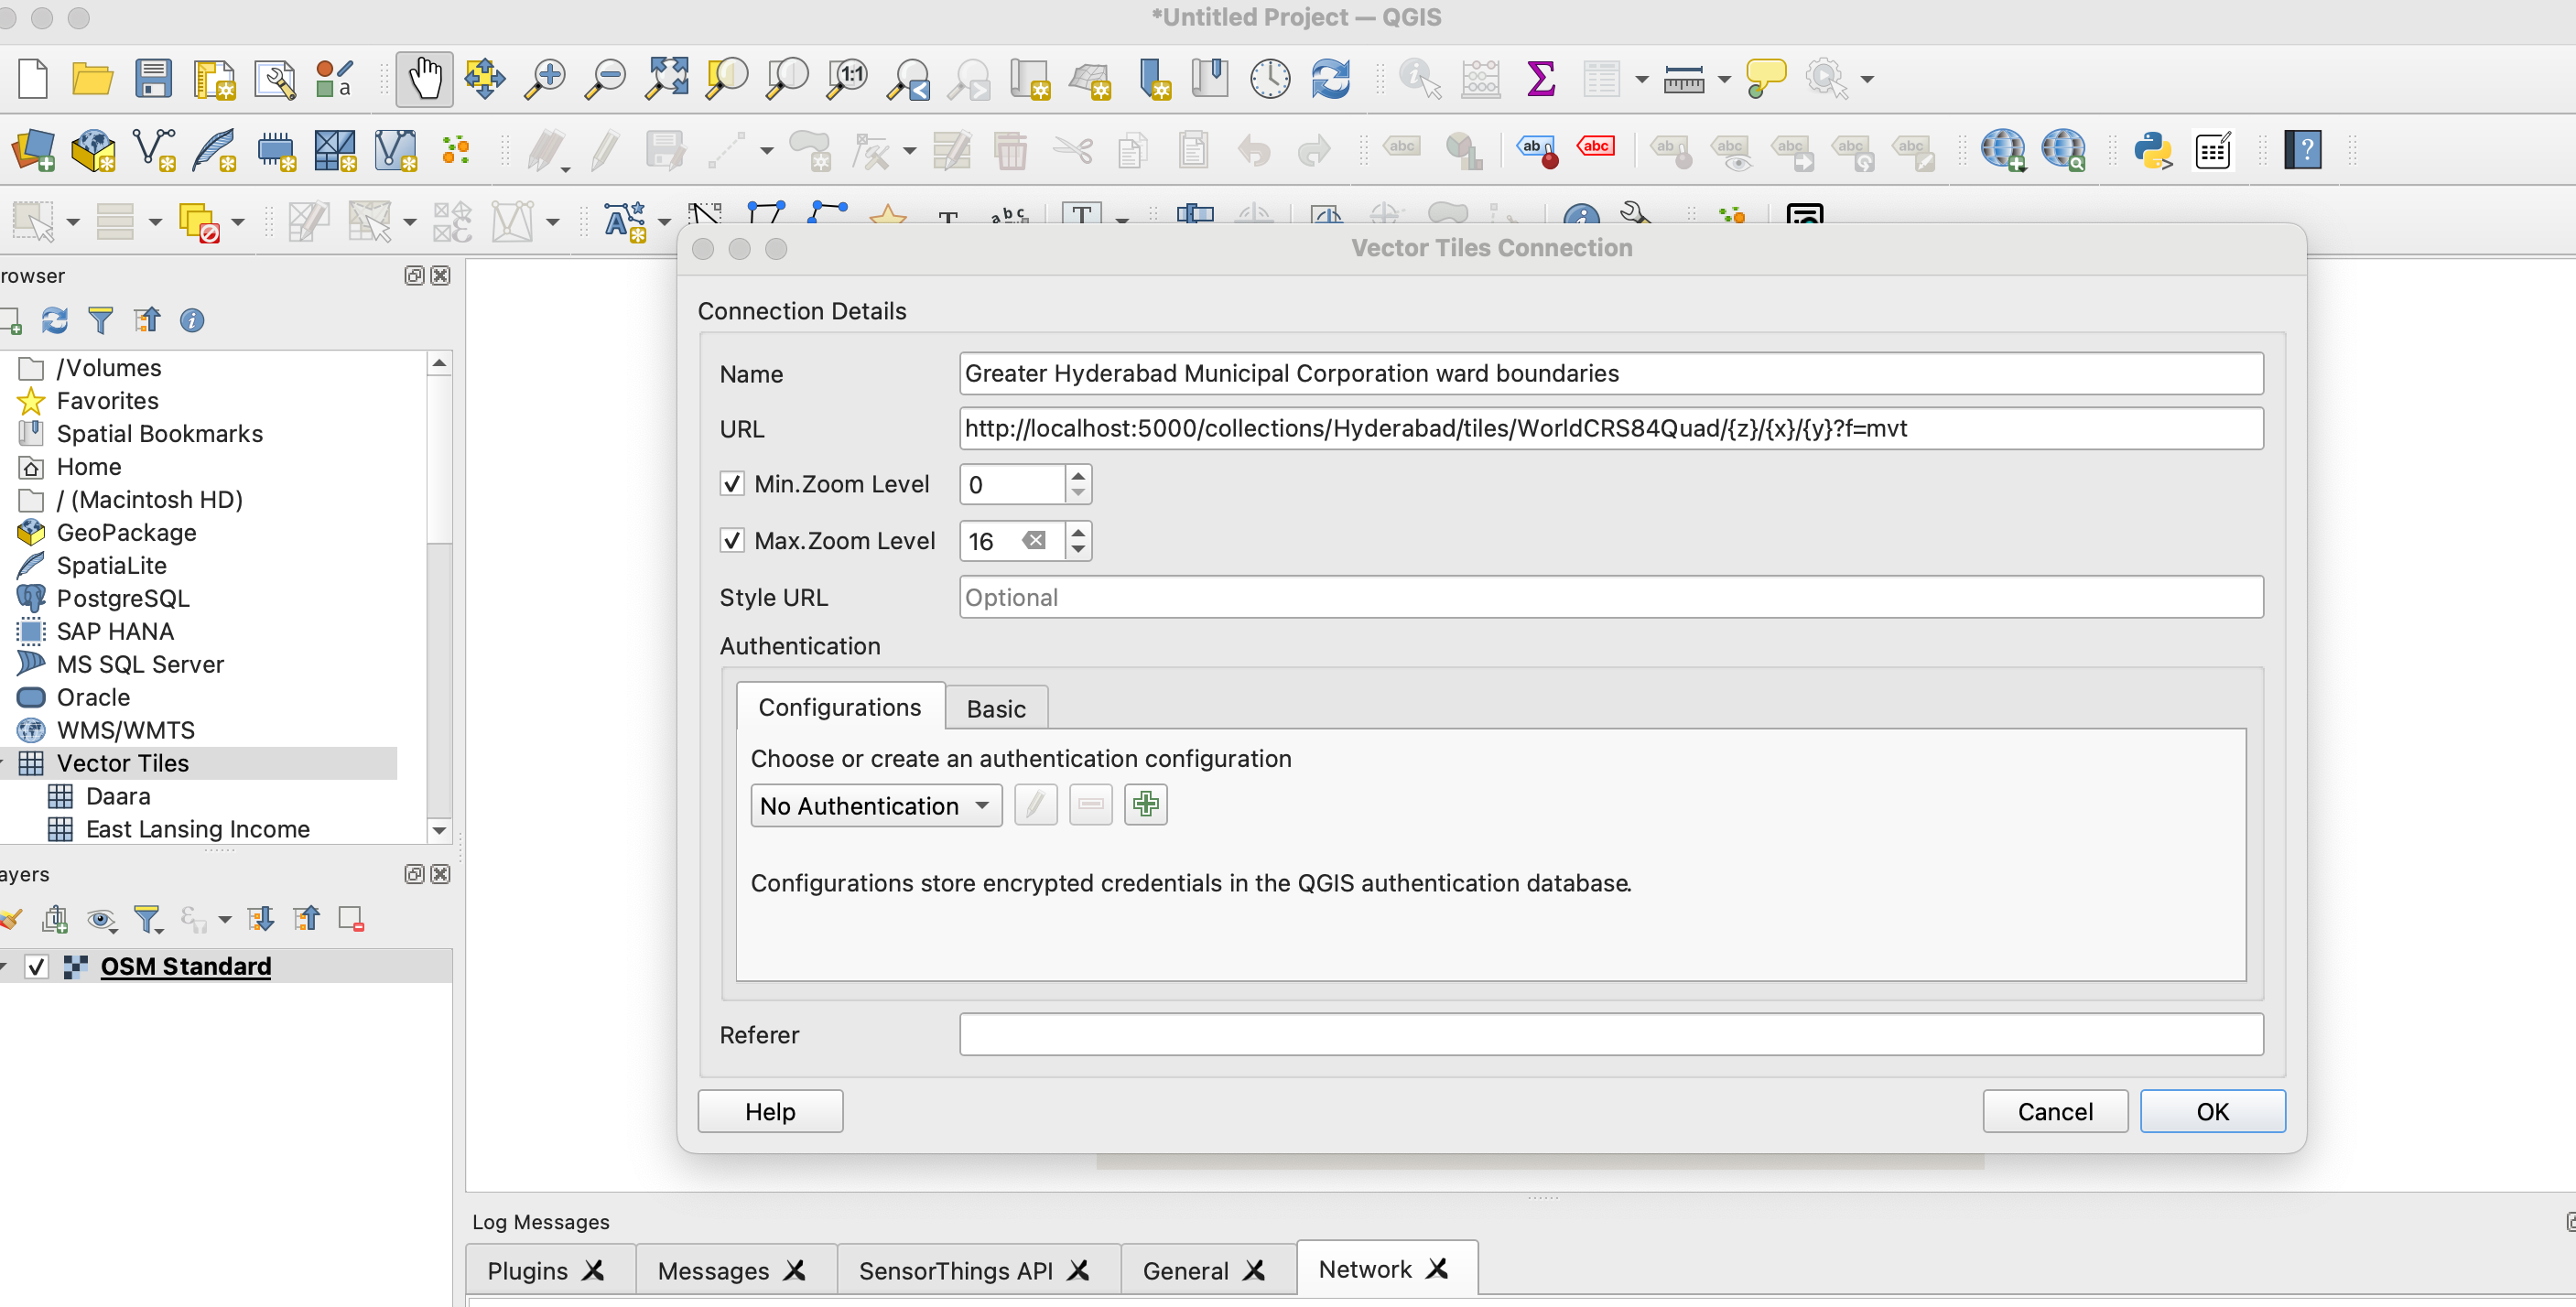 *Untitled Project — QGIS
rowser
/Volumes
Favorites
Spatial Bookmarks
Home
/ (Macintosh HD)
GeoPackage
SpatiaLite
PostgreSQL
SAP HANA
MS SQL Server
Oracle
WMS/WMTS
Vector Tiles
Daara
East Lansing Income
ayers
OSM Standard
Vector Tiles Connection
Connection Details
Name
Greater Hyderabad Municipal Corporation ward boundaries
URL
http://localhost:5000/collections/Hyderabad/tiles/WorldCRS84Quad/{z}/{x}/{y}?f=mvt
Min.Zoom Level
0
Max.Zoom Level
16
Style URL
Optional
Authentication
Configurations
Basic
Choose or create an authentication configuration
No Authentication
Configurations store encrypted credentials in the QGIS authentication database.
Referer
Help
Cancel
OK
Log Messages
Plugins
Messages
SensorThings API
General
Network